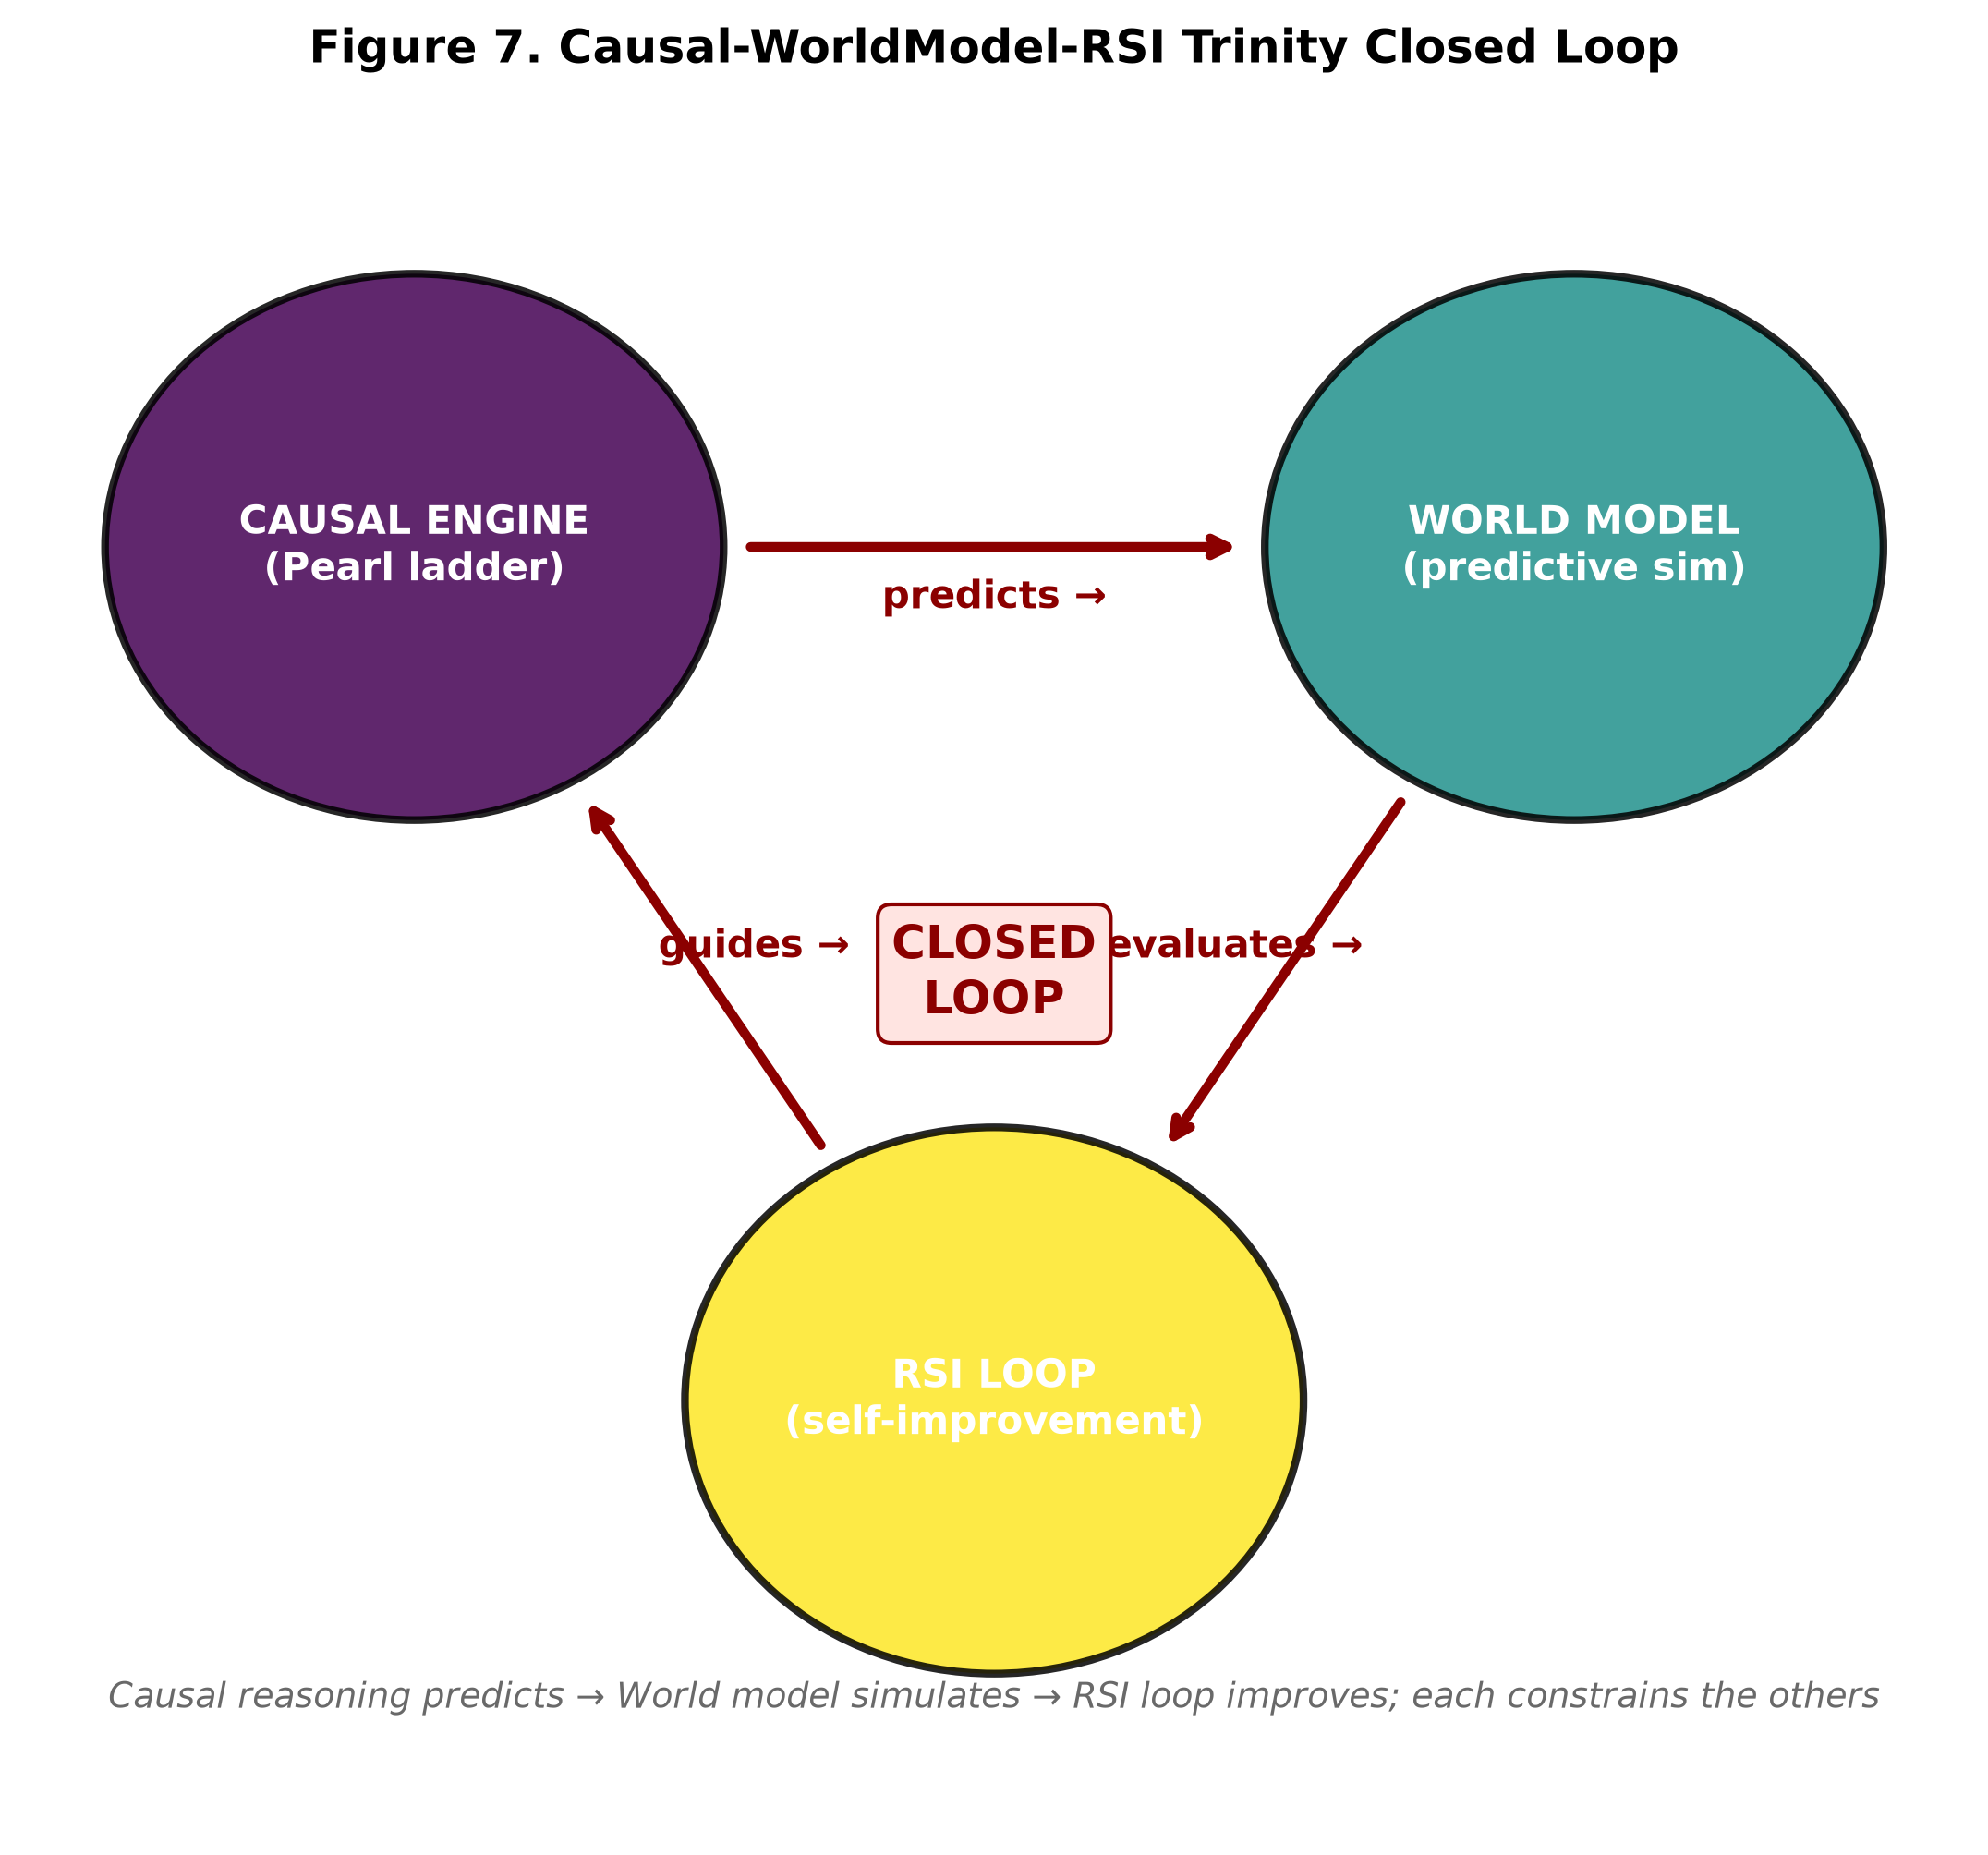 Figure 7. Causal-WorldModel-RSI Trinity Closed Loop
CAUSAL ENGINE
(Pearl ladder)
WORLD MODEL
(predictive sim)
predicts →
guides →
CLOSED
LOOP
evaluates →
RSI LOOP
(self-improvement)
Causal reasoning predicts → World model simulates → RSI loop improves; each constrains the others